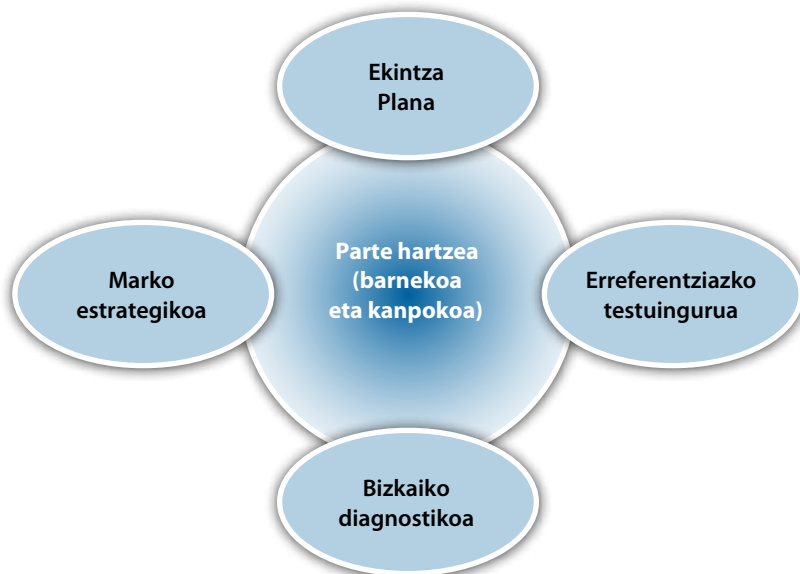 Ekintza
Plana
Parte hartzea
(barnekoa
eta kanpokoa)
Marko
estrategikoa
Erreferentziazko
testuingurua
Bizkaiko
diagnostikoa